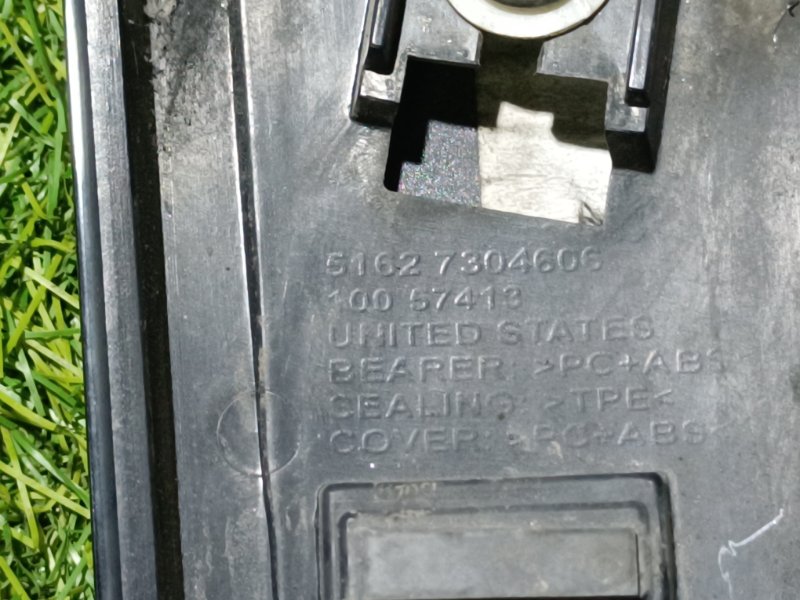 5162 7304606
100 57413
UNITED STATES
BEARER >PC+ABS
SEALING >TPE<
COVER: >PC+ABS<